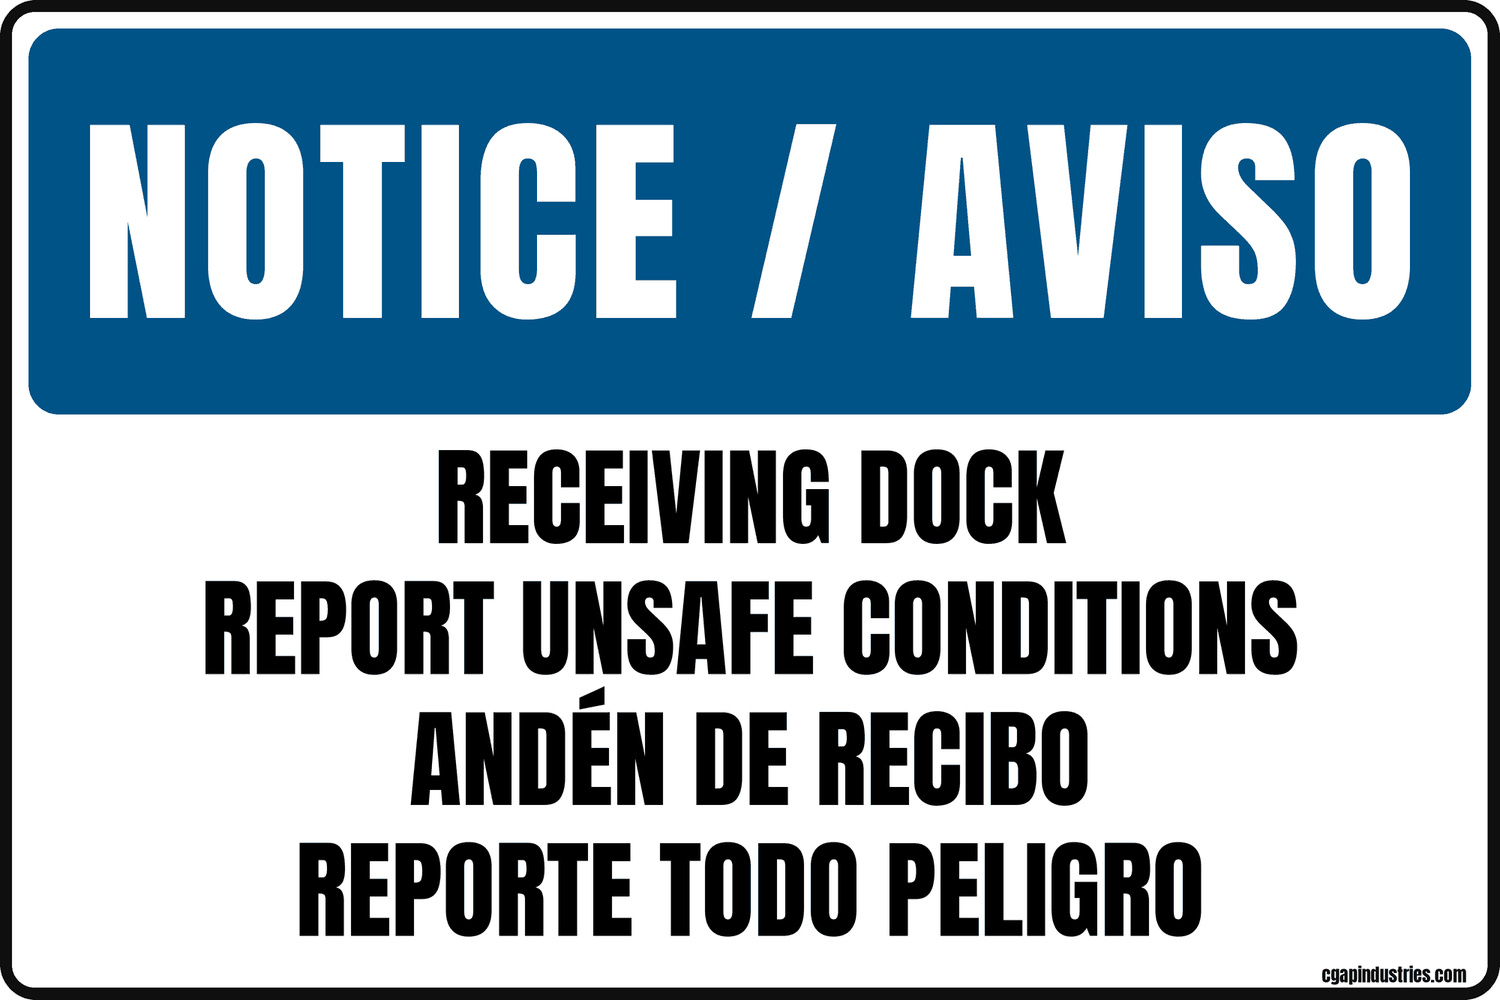 NOTICE / AVISO
RECEIVING DOCK
REPORT UNSAFE CONDITIONS
ANDÉN DE RECIBO
REPORTE TODO PELIGRO
cgapindustries.com